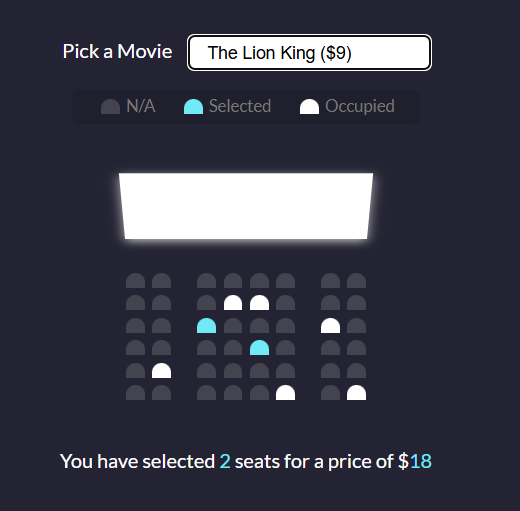 Pick a Movie The Lion King ($9)
N/A Selected Occupied
You have selected 2 seats for a price of $18